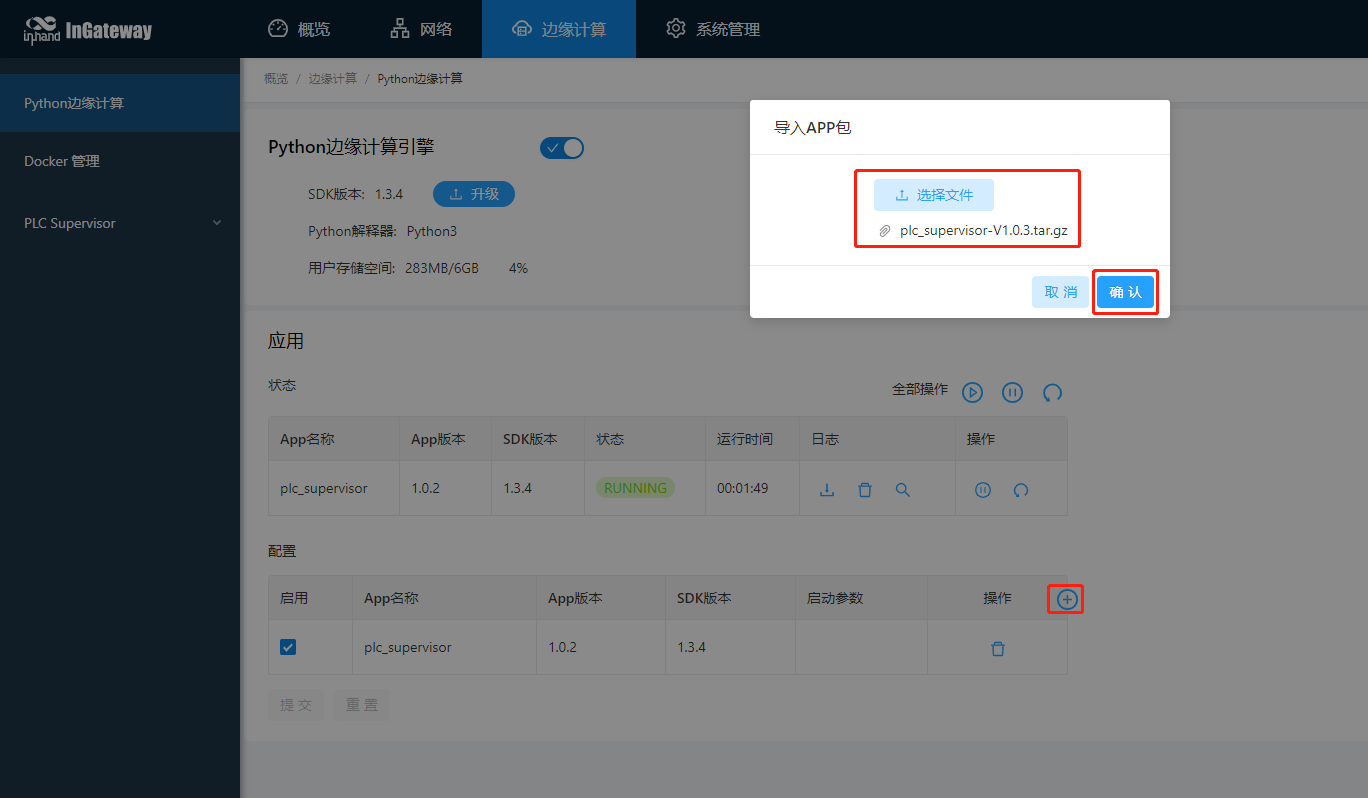 inhand InGateway 概览 网络 边缘计算 系统管理
Python边缘计算
Docker 管理
PLC Supervisor
概览 / 边缘计算 / Python边缘计算
Python边缘计算引擎
SDK版本: 1.3.4 升级
Python解释器: Python3
用户存储空间: 283MB/6GB 4%
导入APP包
选择文件
plc_supervisor-V1.0.3.tar.gz
取 消 确 认
应用
状态 全部操作
App名称 App版本 SDK版本 状态 运行时间 日志 操作
plc_supervisor 1.0.2 1.3.4 RUNNING 00:01:49
配置
启用 App名称 App版本 SDK版本 启动参数 操作
plc_supervisor 1.0.2 1.3.4
提 交 重 置